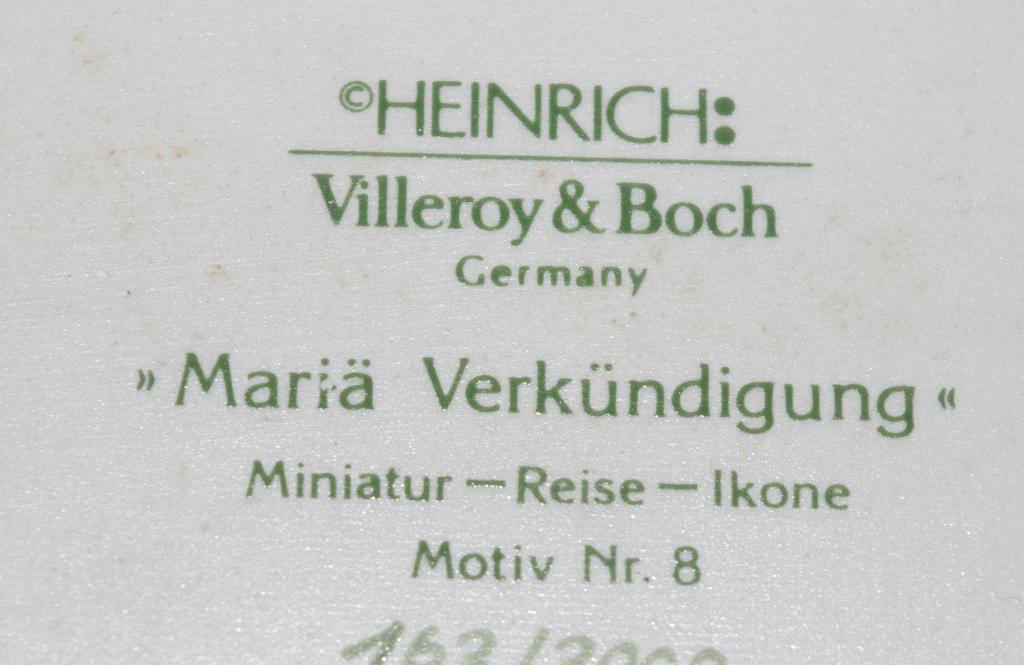 ©HEINRICH:
Villeroy & Boch
Germany
» Mariä Verkündigung «
Miniatur — Reise — Ikone
Motiv Nr. 8